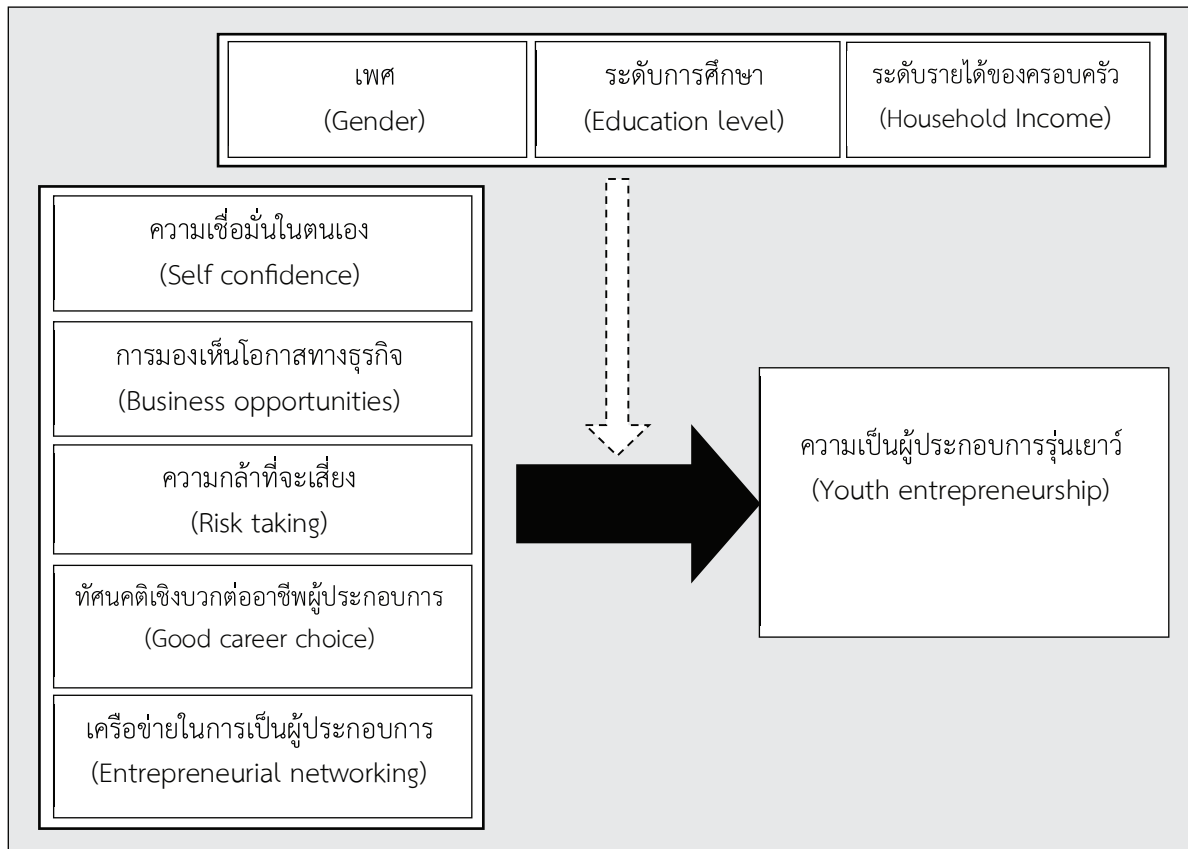 เพศ
(Gender)
ระดับการศึกษา
(Education level)
ระดับรายได้ของครอบครัว
(Household Income)
ความเชื่อมั่นในตนเอง
(Self confidence)
การมองเห็นโอกาสทางธุรกิจ
(Business opportunities)
ความกล้าที่จะเสี่ยง
(Risk taking)
ทัศนคติเชิงบวกต่ออาชีพผู้ประกอบการ
(Good career choice)
เครือข่ายในการเป็นผู้ประกอบการ
(Entrepreneurial networking)
ความเป็นผู้ประกอบการรุ่นเยาว์
(Youth entrepreneurship)